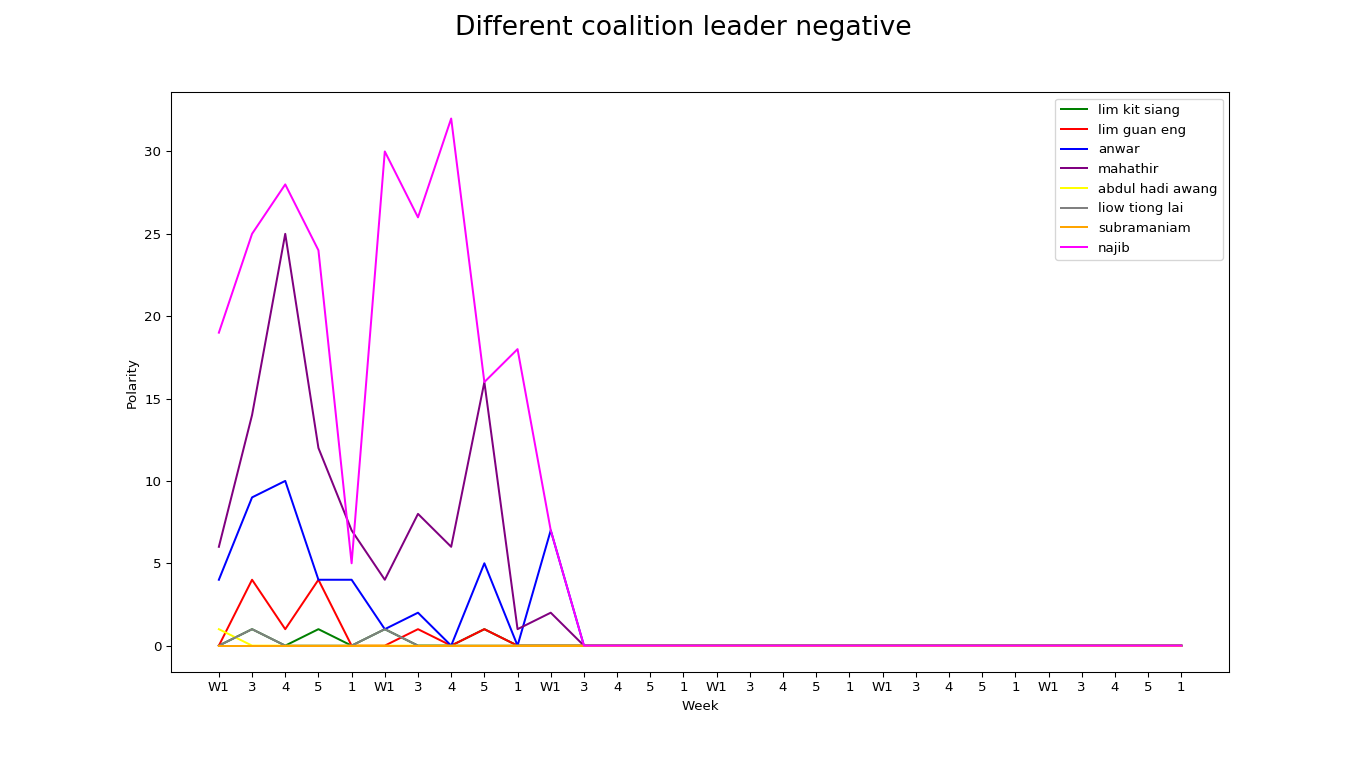 Different coalition leader negative
lim kit siang
lim guan eng
anwar
mahathir
abdul hadi awang
liow tiong lai
subramaniam
najib
30
25
20
15
10
5
0
Polarity
W1 3 4 5 1 W1 3 4 5 1 W1 3 4 5 1 W1 3 4 5 1 W1 3 4 5 1 W1 3 4 5 1
Week